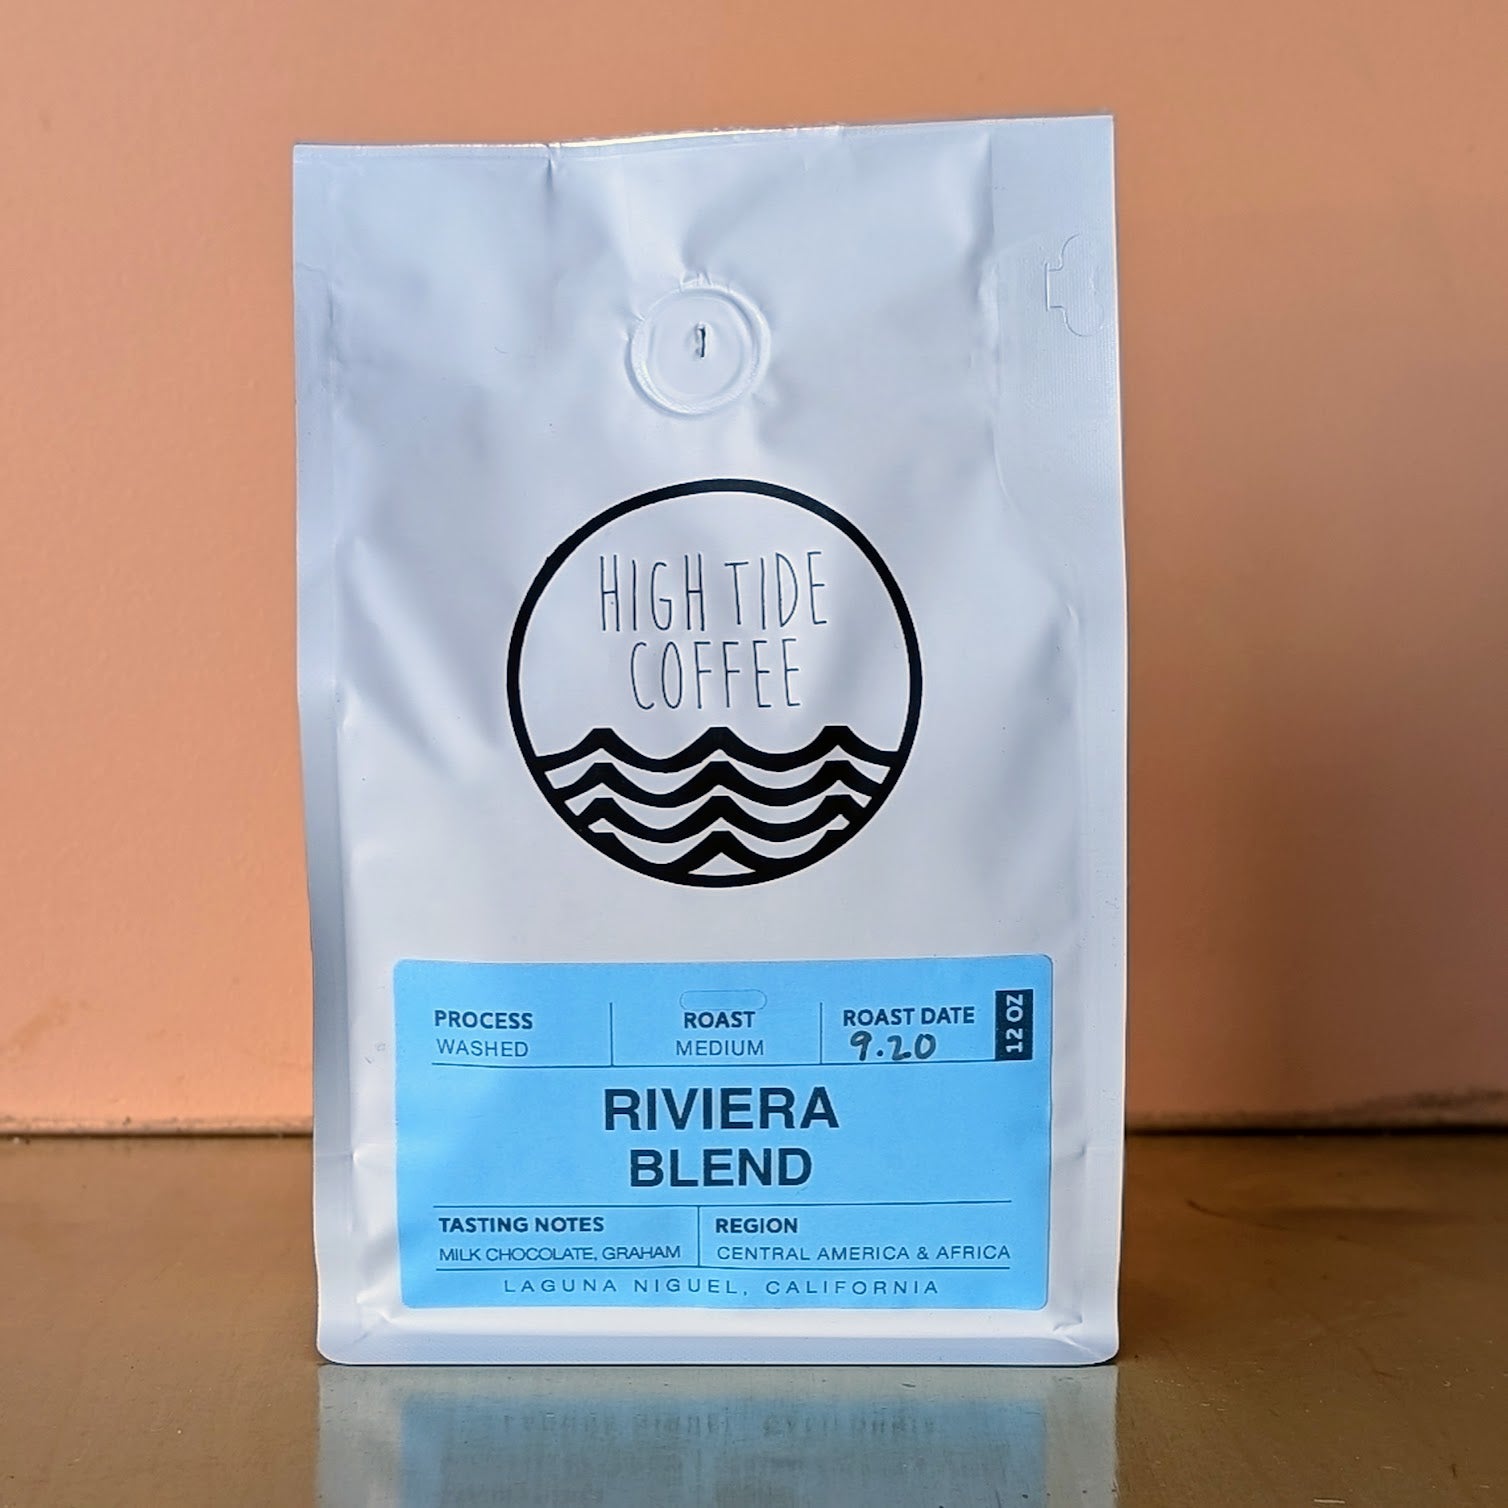 HIGH TIDE
COFFEE
PROCESS
WASHED
ROAST
MEDIUM
ROAST DATE
9.20
12 OZ
RIVIERA
BLEND
TASTING NOTES
MILK CHOCOLATE, GRAHAM
REGION
CENTRAL AMERICA & AFRICA
LAGUNA NIGUEL, CALIFORNIA